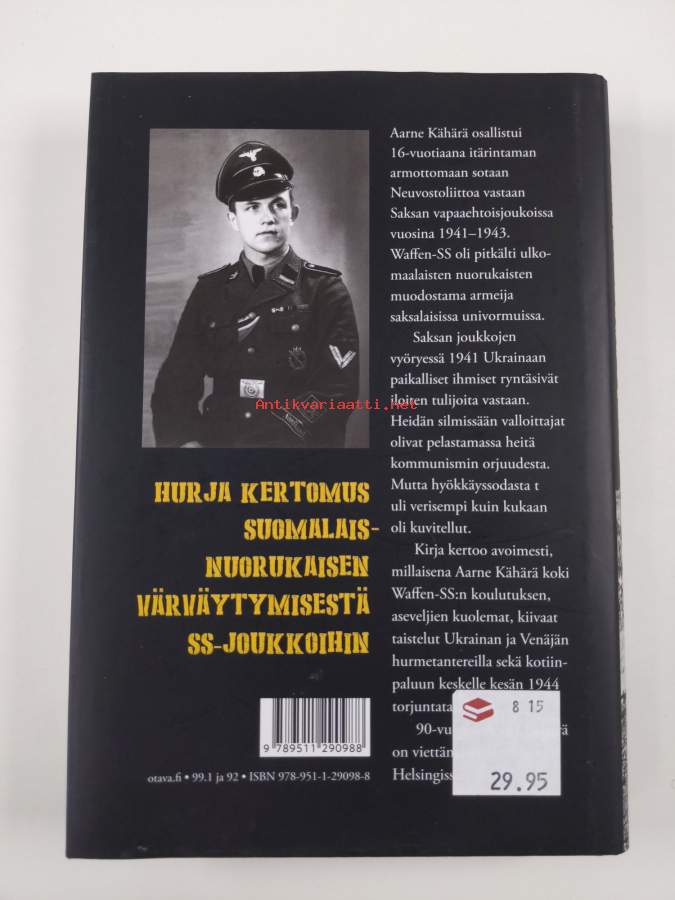 Aarne Kähärä osallistui
16-vuotiaana itärintaman
armottomaan sotaan
Neuvostoliittoa vastaan
Saksan vapaaehtoisjoukoissa
vuosina 1941–1943.
Waffen-SS oli pitkälti ulko-
maalaisten nuorukaisten
muodostama armeija
saksalaisissa univormuissa.
Saksan joukkojen
vyöryessä 1941 Ukrainaan
paikalliset ihmiset ryntäsivät
iloiten tulijoita vastaan.
Heidän silmissään valloittajat
olivat pelastamassa heitä
kommunismin orjuudesta.
Mutta hyökkäyssodasta t
uli verisempi kuin kukaan
oli kuvitellut.
Kirja kertoo avoimesti,
millaisena Aarne Kähärä koki
Waffen-SS:n koulutuksen,
aseveljien kuolemat, kiivaat
taistelut Ukrainan ja Venäjän
hurmetantereilla sekä kotiin-
paluun keskelle kesän 1944
HURJA KERTOMUS
SUOMALAIS-
NUORUKAISEN
VÄRVÄYTYMISESTÄ
SS-JOUKKOIHIN
9 789511 290988
otava.fi • 99.1 ja 92 • ISBN 978-951-1-29098-8
on
8 15
29.95
Antikvariaatti.net